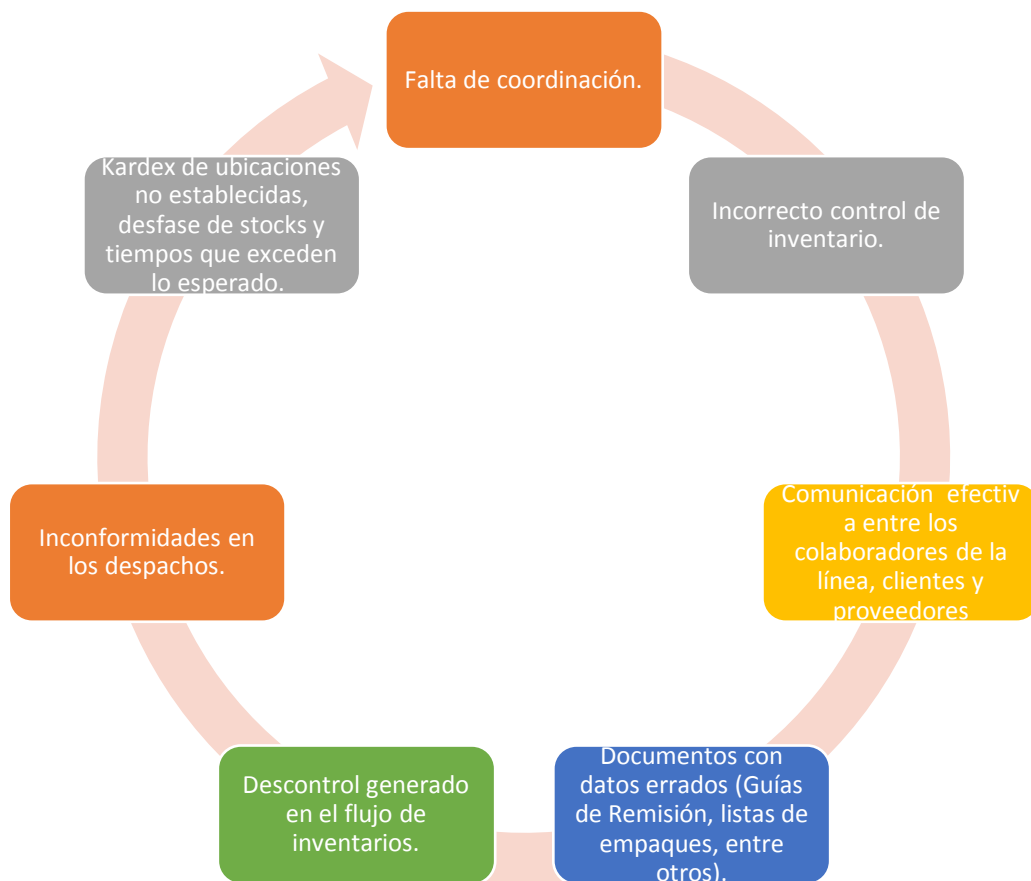 Falta de coordinación.
Incorrecto control de
inventario.
Comunicación efectiv
a entre los
colaboradores de la
línea, clientes y
proveedores
Documentos con
datos errados (Guías
de Remisión, listas de
empaques, entre
otros).
Descontrol generado
en el flujo de
inventarios.
Inconformidades en
los despachos.
Kardex de ubicaciones
no establecidas,
desfase de stocks y
tiempos que exceden
lo esperado.